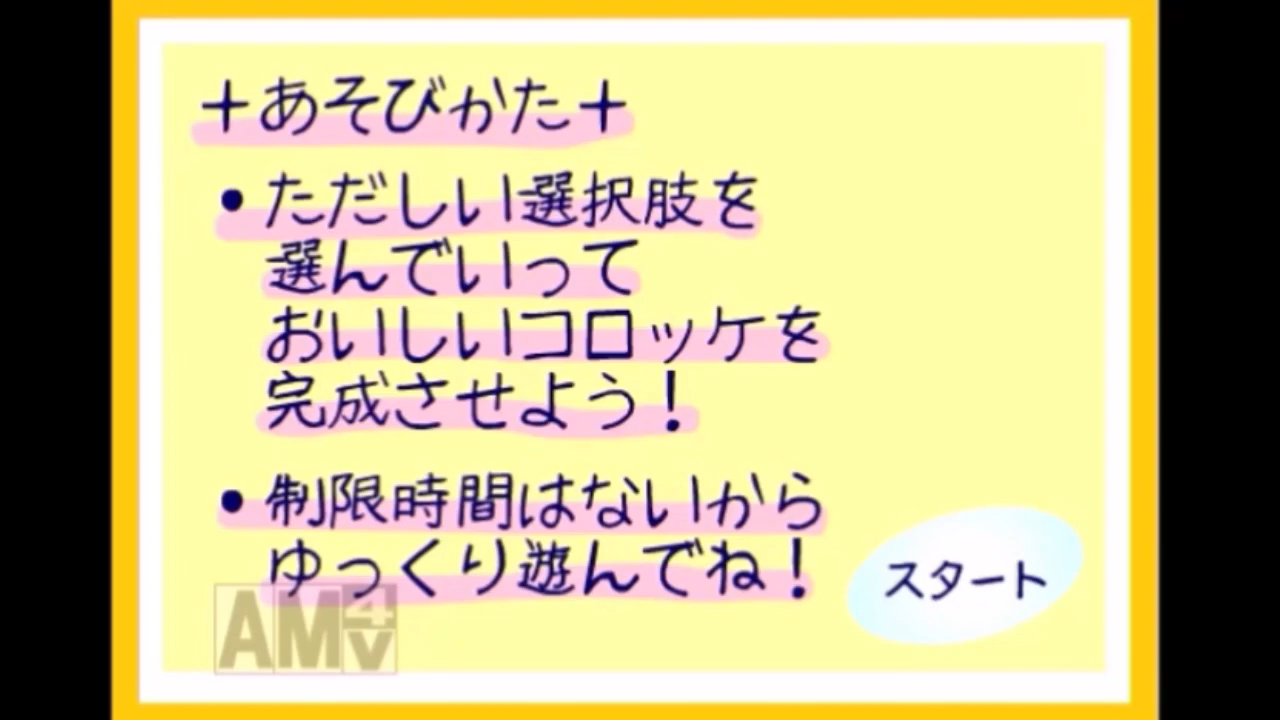 +あそびかた+
•ただしい選択肢を
選んでいって
おいしいコロッケを
完成させよう!
•制限時間はないから
ゆっくり遊んでね!
スタート
AM4V